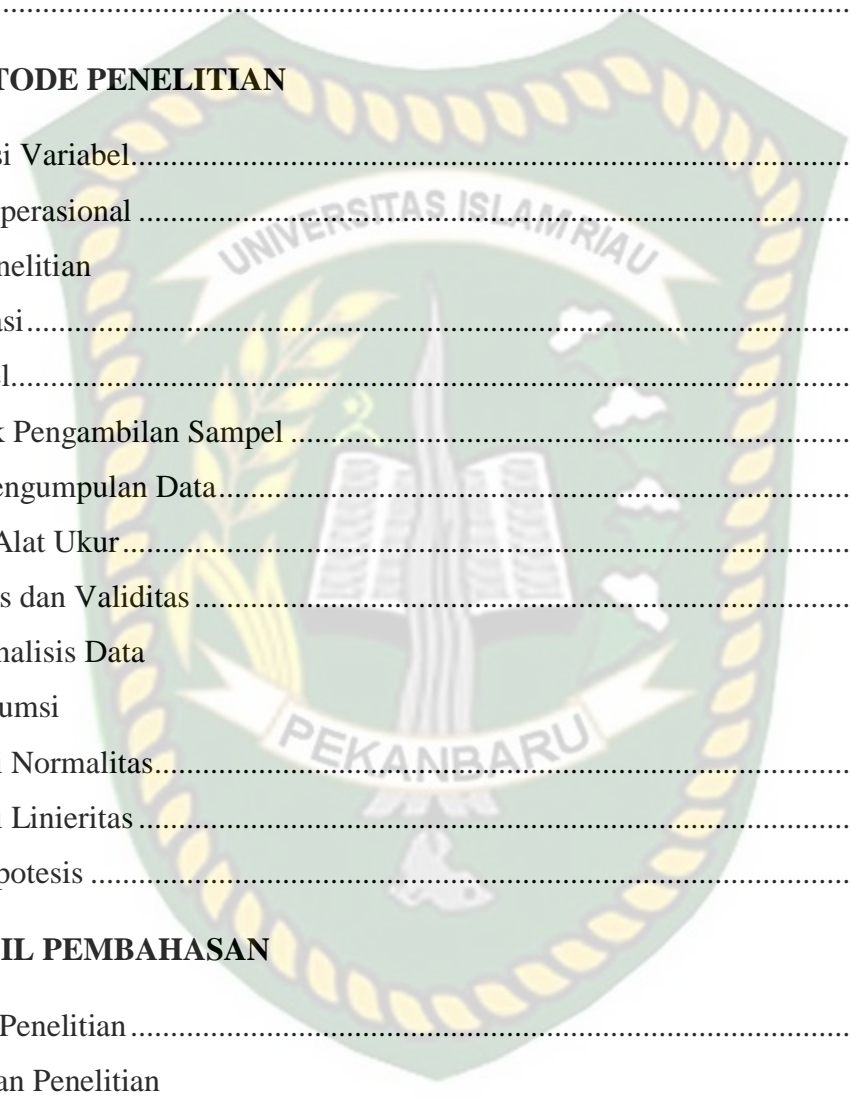 ........................................................................................
TODE PENELITIAN
si Variabel........................................................................
perasional .......................................................................
nelitian
asi.....................................................................................
el.......................................................................................
k Pengambilan Sampel .......................................................
engumpulan Data...............................................................
Alat Ukur..........................................................................
s dan Validitas ..................................................................
nalisis Data
umsi
i Normalitas......................................................................
i Linieritas ........................................................................
potesis ..............................................................................
IL PEMBAHASAN
Penelitian ..........................................................................
an Penelitian
UNIVERSITAS ISLAM RIAU
PEKANBARU